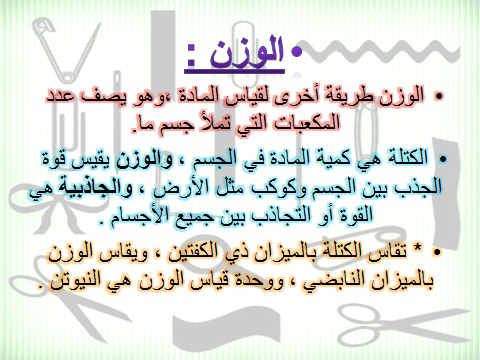 • الوزن :
• الوزن طريقة أخرى لقياس المادة ،وهو يصف عدد
المكعبات التي تملأ جسم ما.
• الكتلة هي كمية المادة في الجسم ، والوزن يقيس قوة
الجذب بين الجسم وكوكب مثل الأرض ، والجاذبية هي
القوة أو التجاذب بين جميع الأجسام .
• * تقاس الكتلة بالميزان ذي الكفتين ، ويقاس الوزن
بالميزان النابضي ، ووحدة قياس الوزن هي النيوتن .